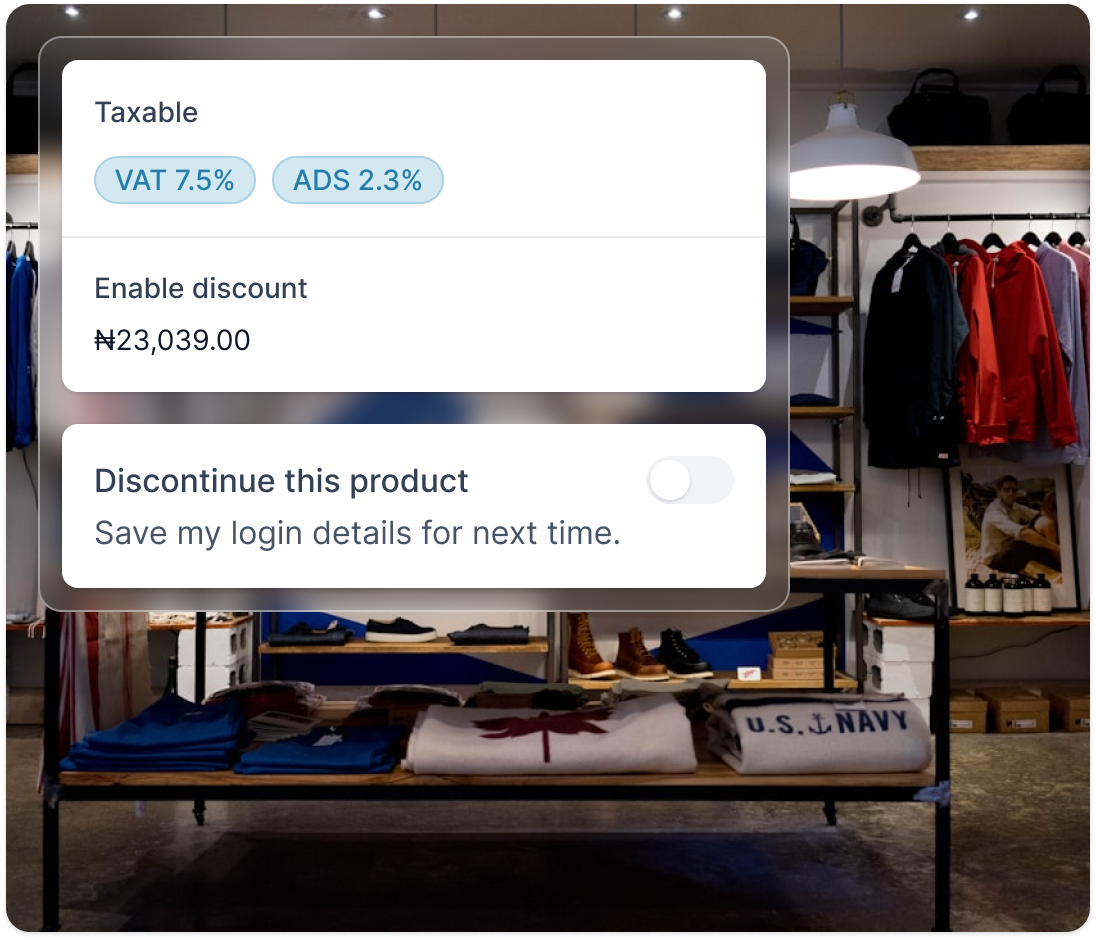 Taxable
VAT 7.5%
ADS 2.3%
Enable discount
₦23,039.00
Discontinue this product
Save my login details for next time.
U.S. NAVY